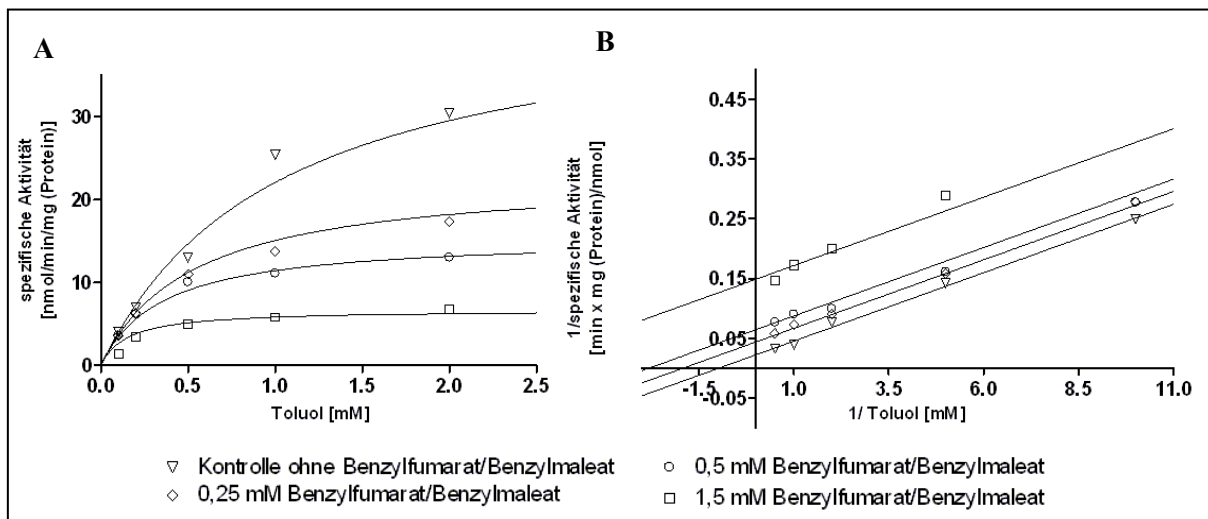 A
spezifische Aktivität
[nmol/min/mg (Protein)]
30
20
10
0
0.0
0.5
1.0
1.5
2.0
2.5
Toluol [mM]
B
1/spezifische Aktivität
[min x mg (Protein)/nmol]
0.45
0.35
0.25
0.15
0.05
-0.05
-1.5
1.0
3.5
6.0
8.5
11.0
1/ Toluol [mM]
Kontrolle ohne Benzylfumarat/Benzylmaleat
0,25 mM Benzylfumarat/Benzylmaleat
0,5 mM Benzylfumarat/Benzylmaleat
1,5 mM Benzylfumarat/Benzylmaleat